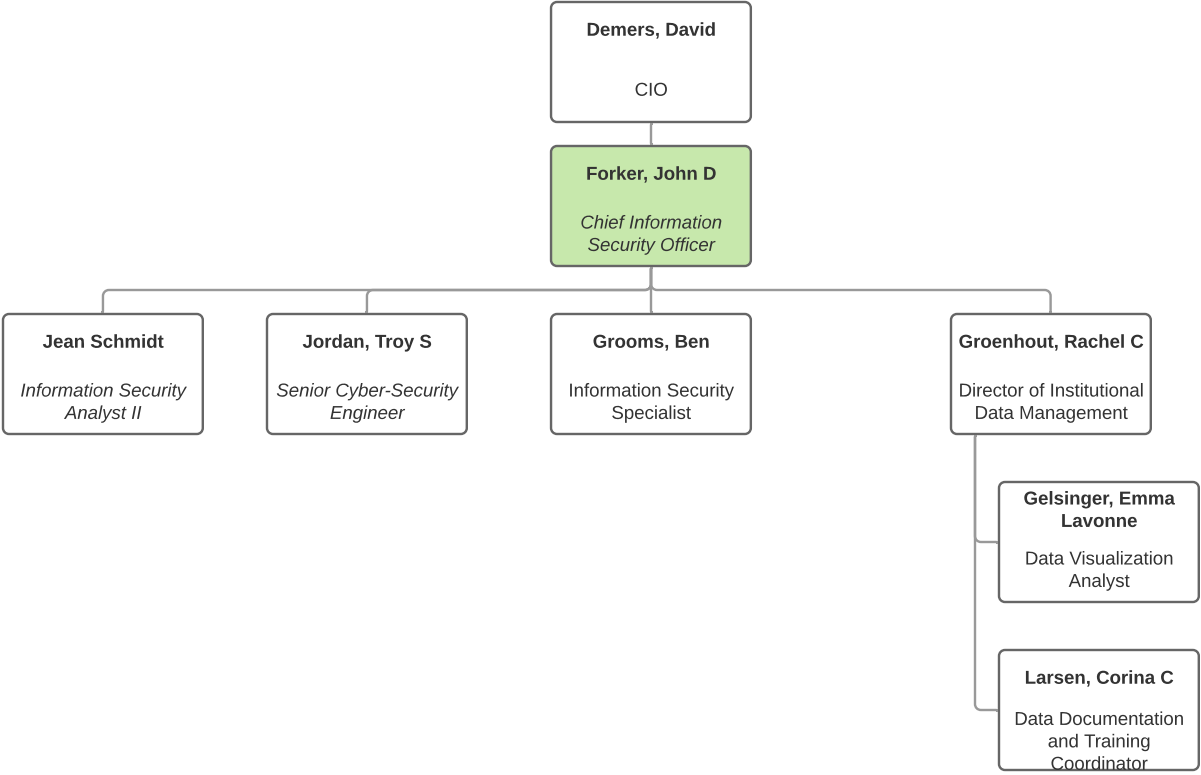 Demers, David
CIO
Forker, John D
Chief Information
Security Officer
Jean Schmidt
Information Security
Analyst II
Jordan, Troy S
Senior Cyber-Security
Engineer
Grooms, Ben
Information Security
Specialist
Groenhout, Rachel C
Director of Institutional
Data Management
Gelsinger, Emma
Lavonne
Data Visualization
Analyst
Larsen, Corina C
Data Documentation
and Training
Coordinator